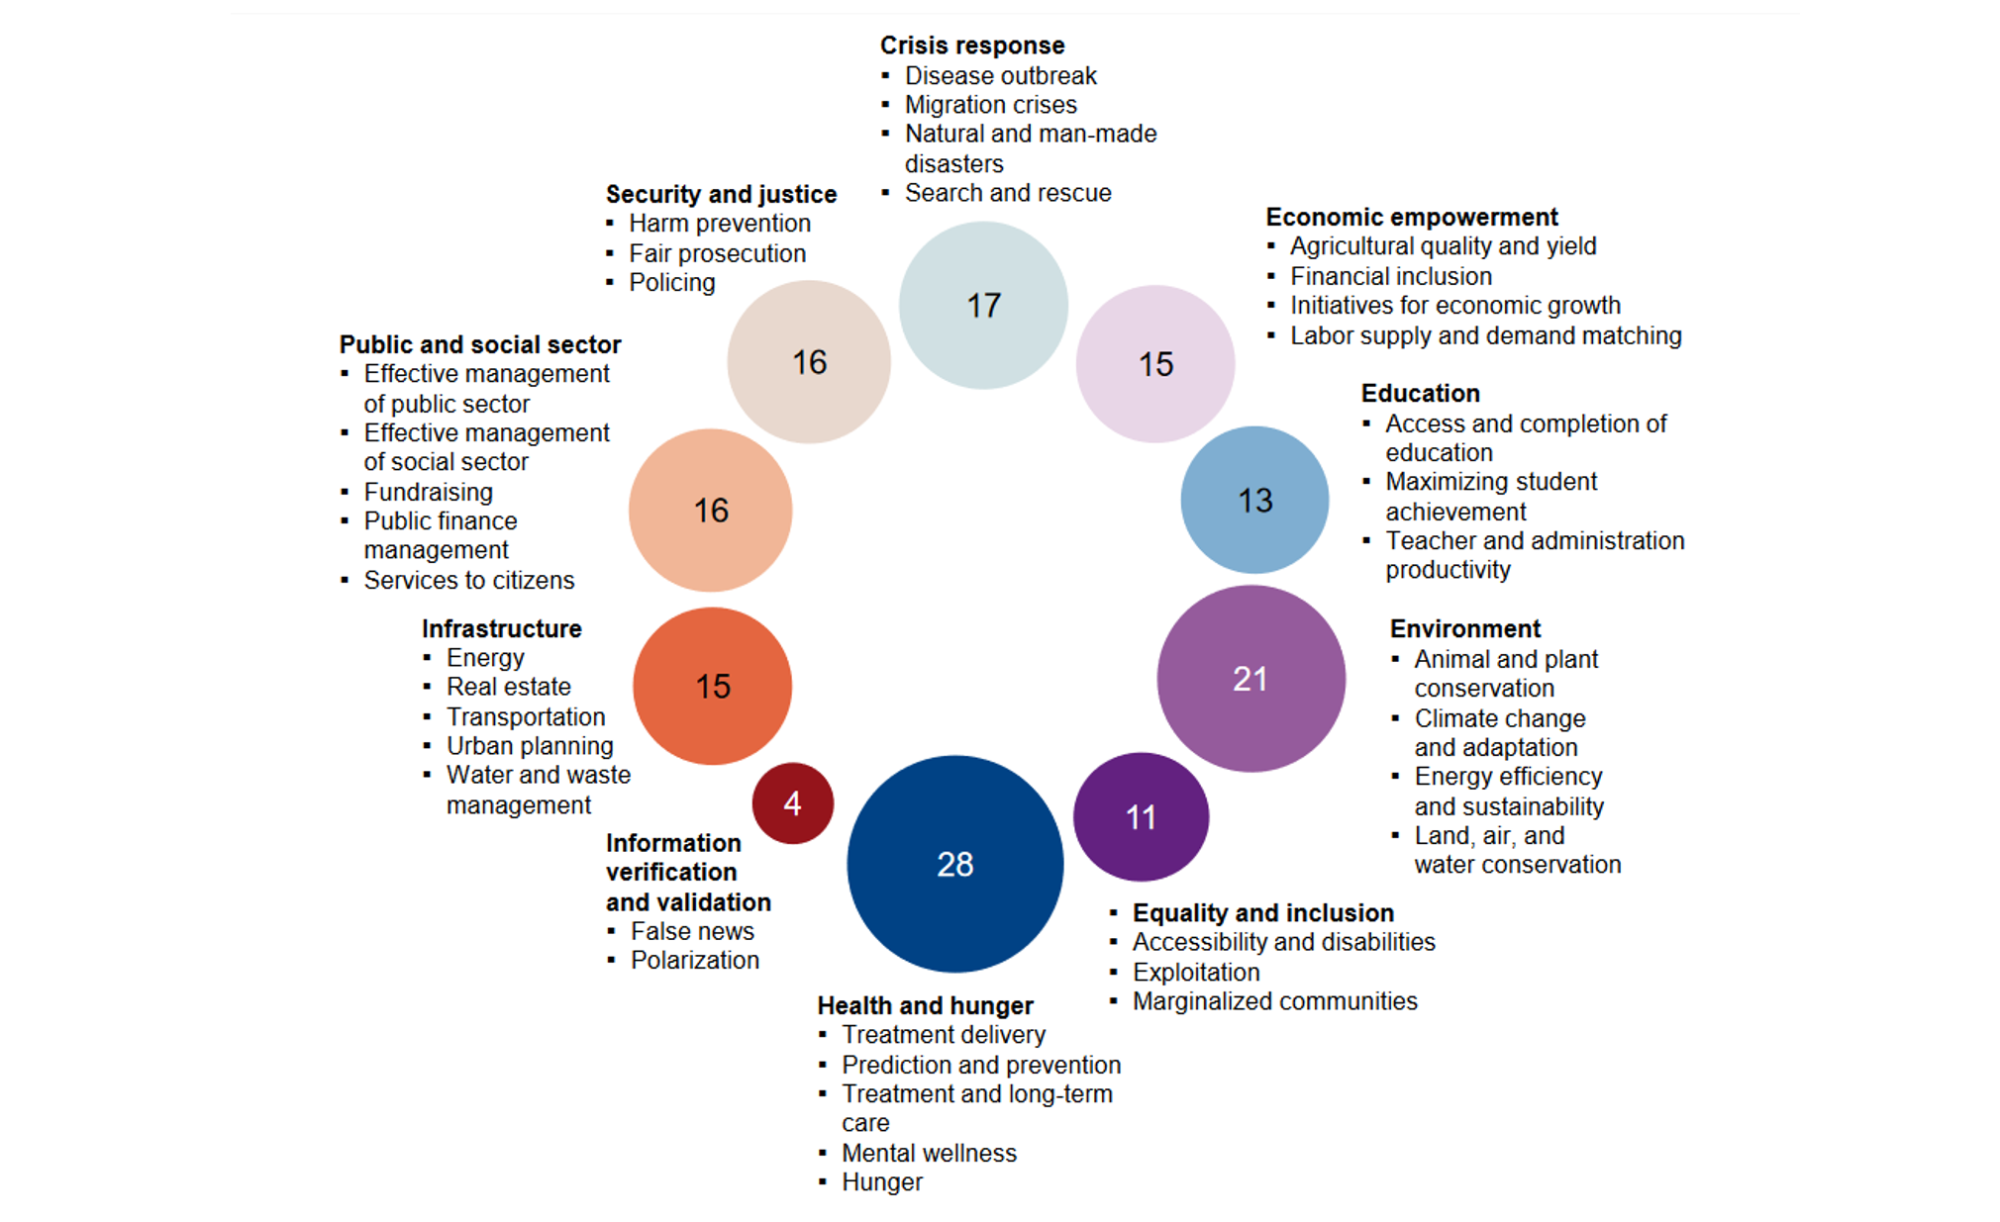 Crisis response
▪ Disease outbreak
▪ Migration crises
▪ Natural and man-made
disasters
▪ Search and rescue
17
Economic empowerment
▪ Agricultural quality and yield
▪ Financial inclusion
▪ Initiatives for economic growth
▪ Labor supply and demand matching
15
Education
▪ Access and completion of
education
▪ Maximizing student
achievement
▪ Teacher and administration
productivity
13
Environment
▪ Animal and plant
conservation
▪ Climate change
and adaptation
▪ Energy efficiency
and sustainability
▪ Land, air, and
water conservation
21
▪ Equality and inclusion
▪ Accessibility and disabilities
▪ Exploitation
▪ Marginalized communities
11
Health and hunger
▪ Treatment delivery
▪ Prediction and prevention
▪ Treatment and long-term
care
▪ Mental wellness
▪ Hunger
28
Information
verification
and validation
▪ False news
▪ Polarization
4
Infrastructure
▪ Energy
▪ Real estate
▪ Transportation
▪ Urban planning
▪ Water and waste
management
15
Public and social sector
▪ Effective management
of public sector
▪ Effective management
of social sector
▪ Fundraising
▪ Public finance
management
▪ Services to citizens
16
Security and justice
▪ Harm prevention
▪ Fair prosecution
▪ Policing
16